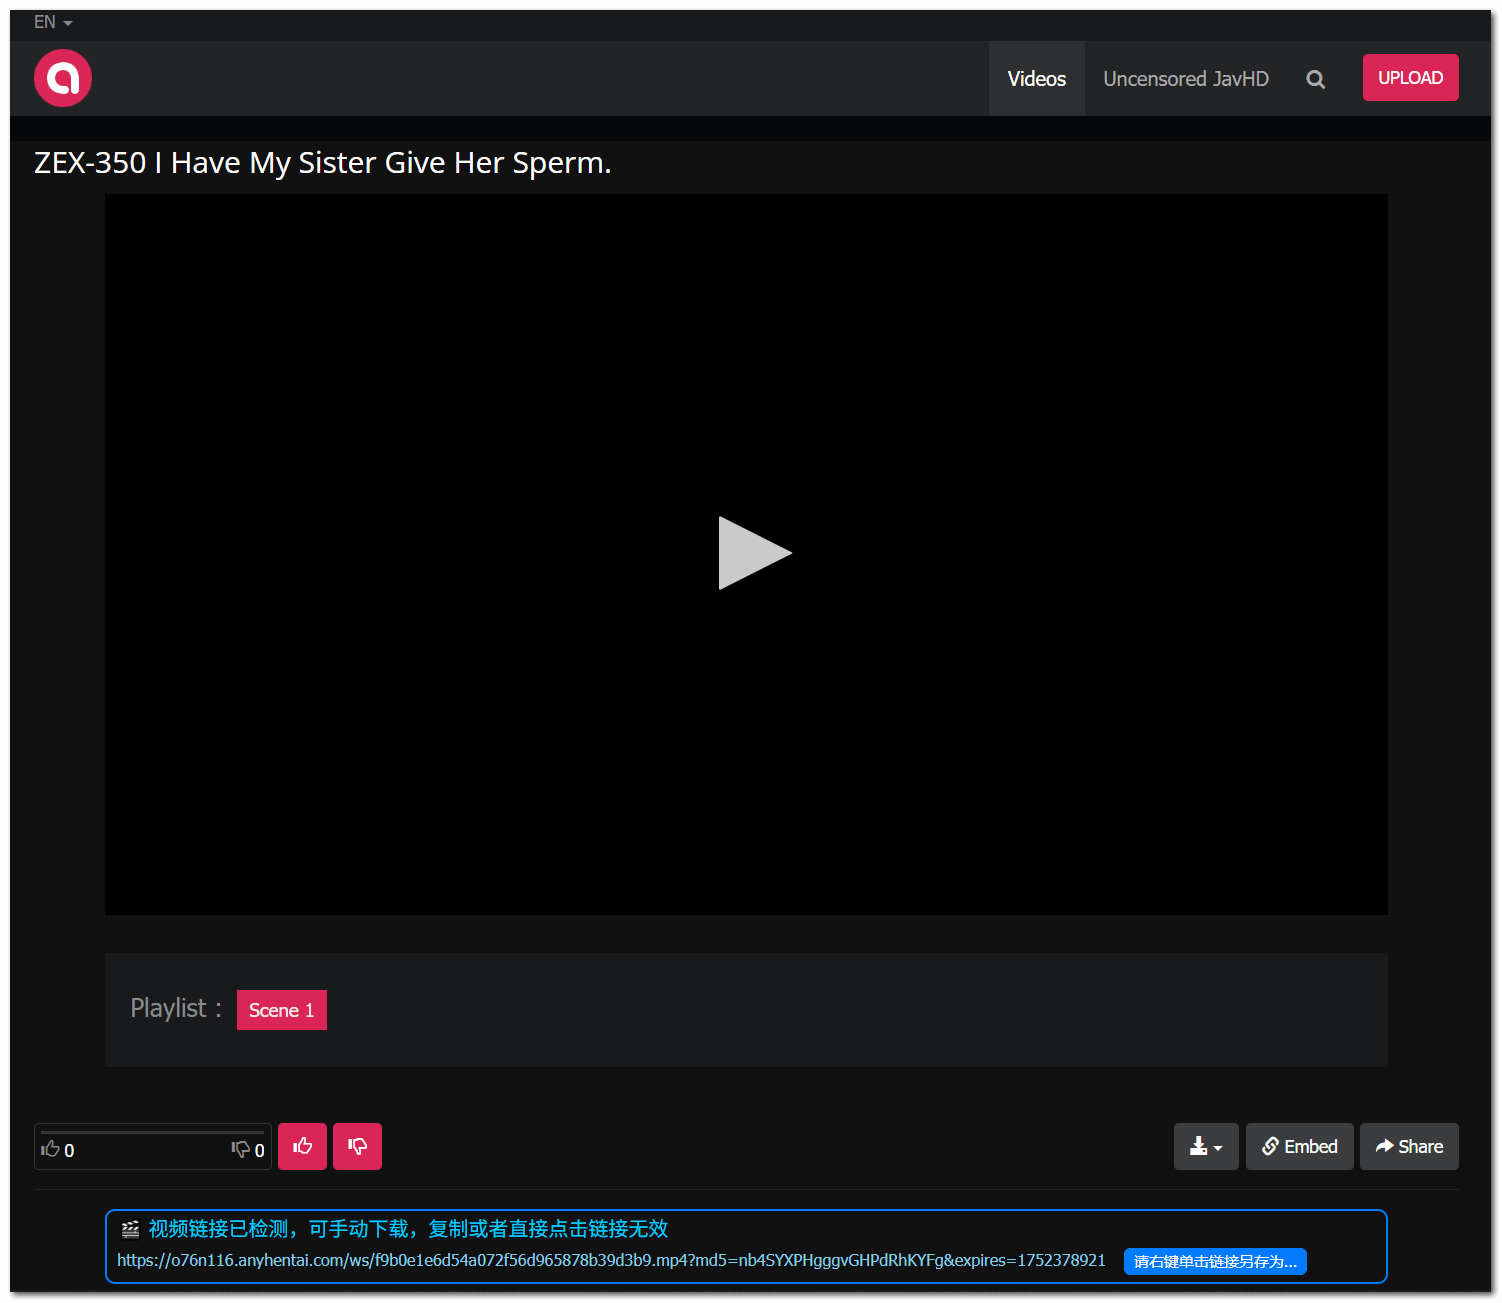 EN
Videos Uncensored JavHD UPLOAD
ZEX-350 I Have My Sister Give Her Sperm.
Playlist : Scene 1
0 0 Embed Share
视频链接已检测，可手动下载，复制或者直接点击链接无效
https://o76n116.anyhentai.com/ws/f9b0e1e6d54a072f56d965878b39d3b9.mp4?md5=nb4SYXPHgggvGHPdRhKYFg&expires=1752378921 请右键单击链接另存为...